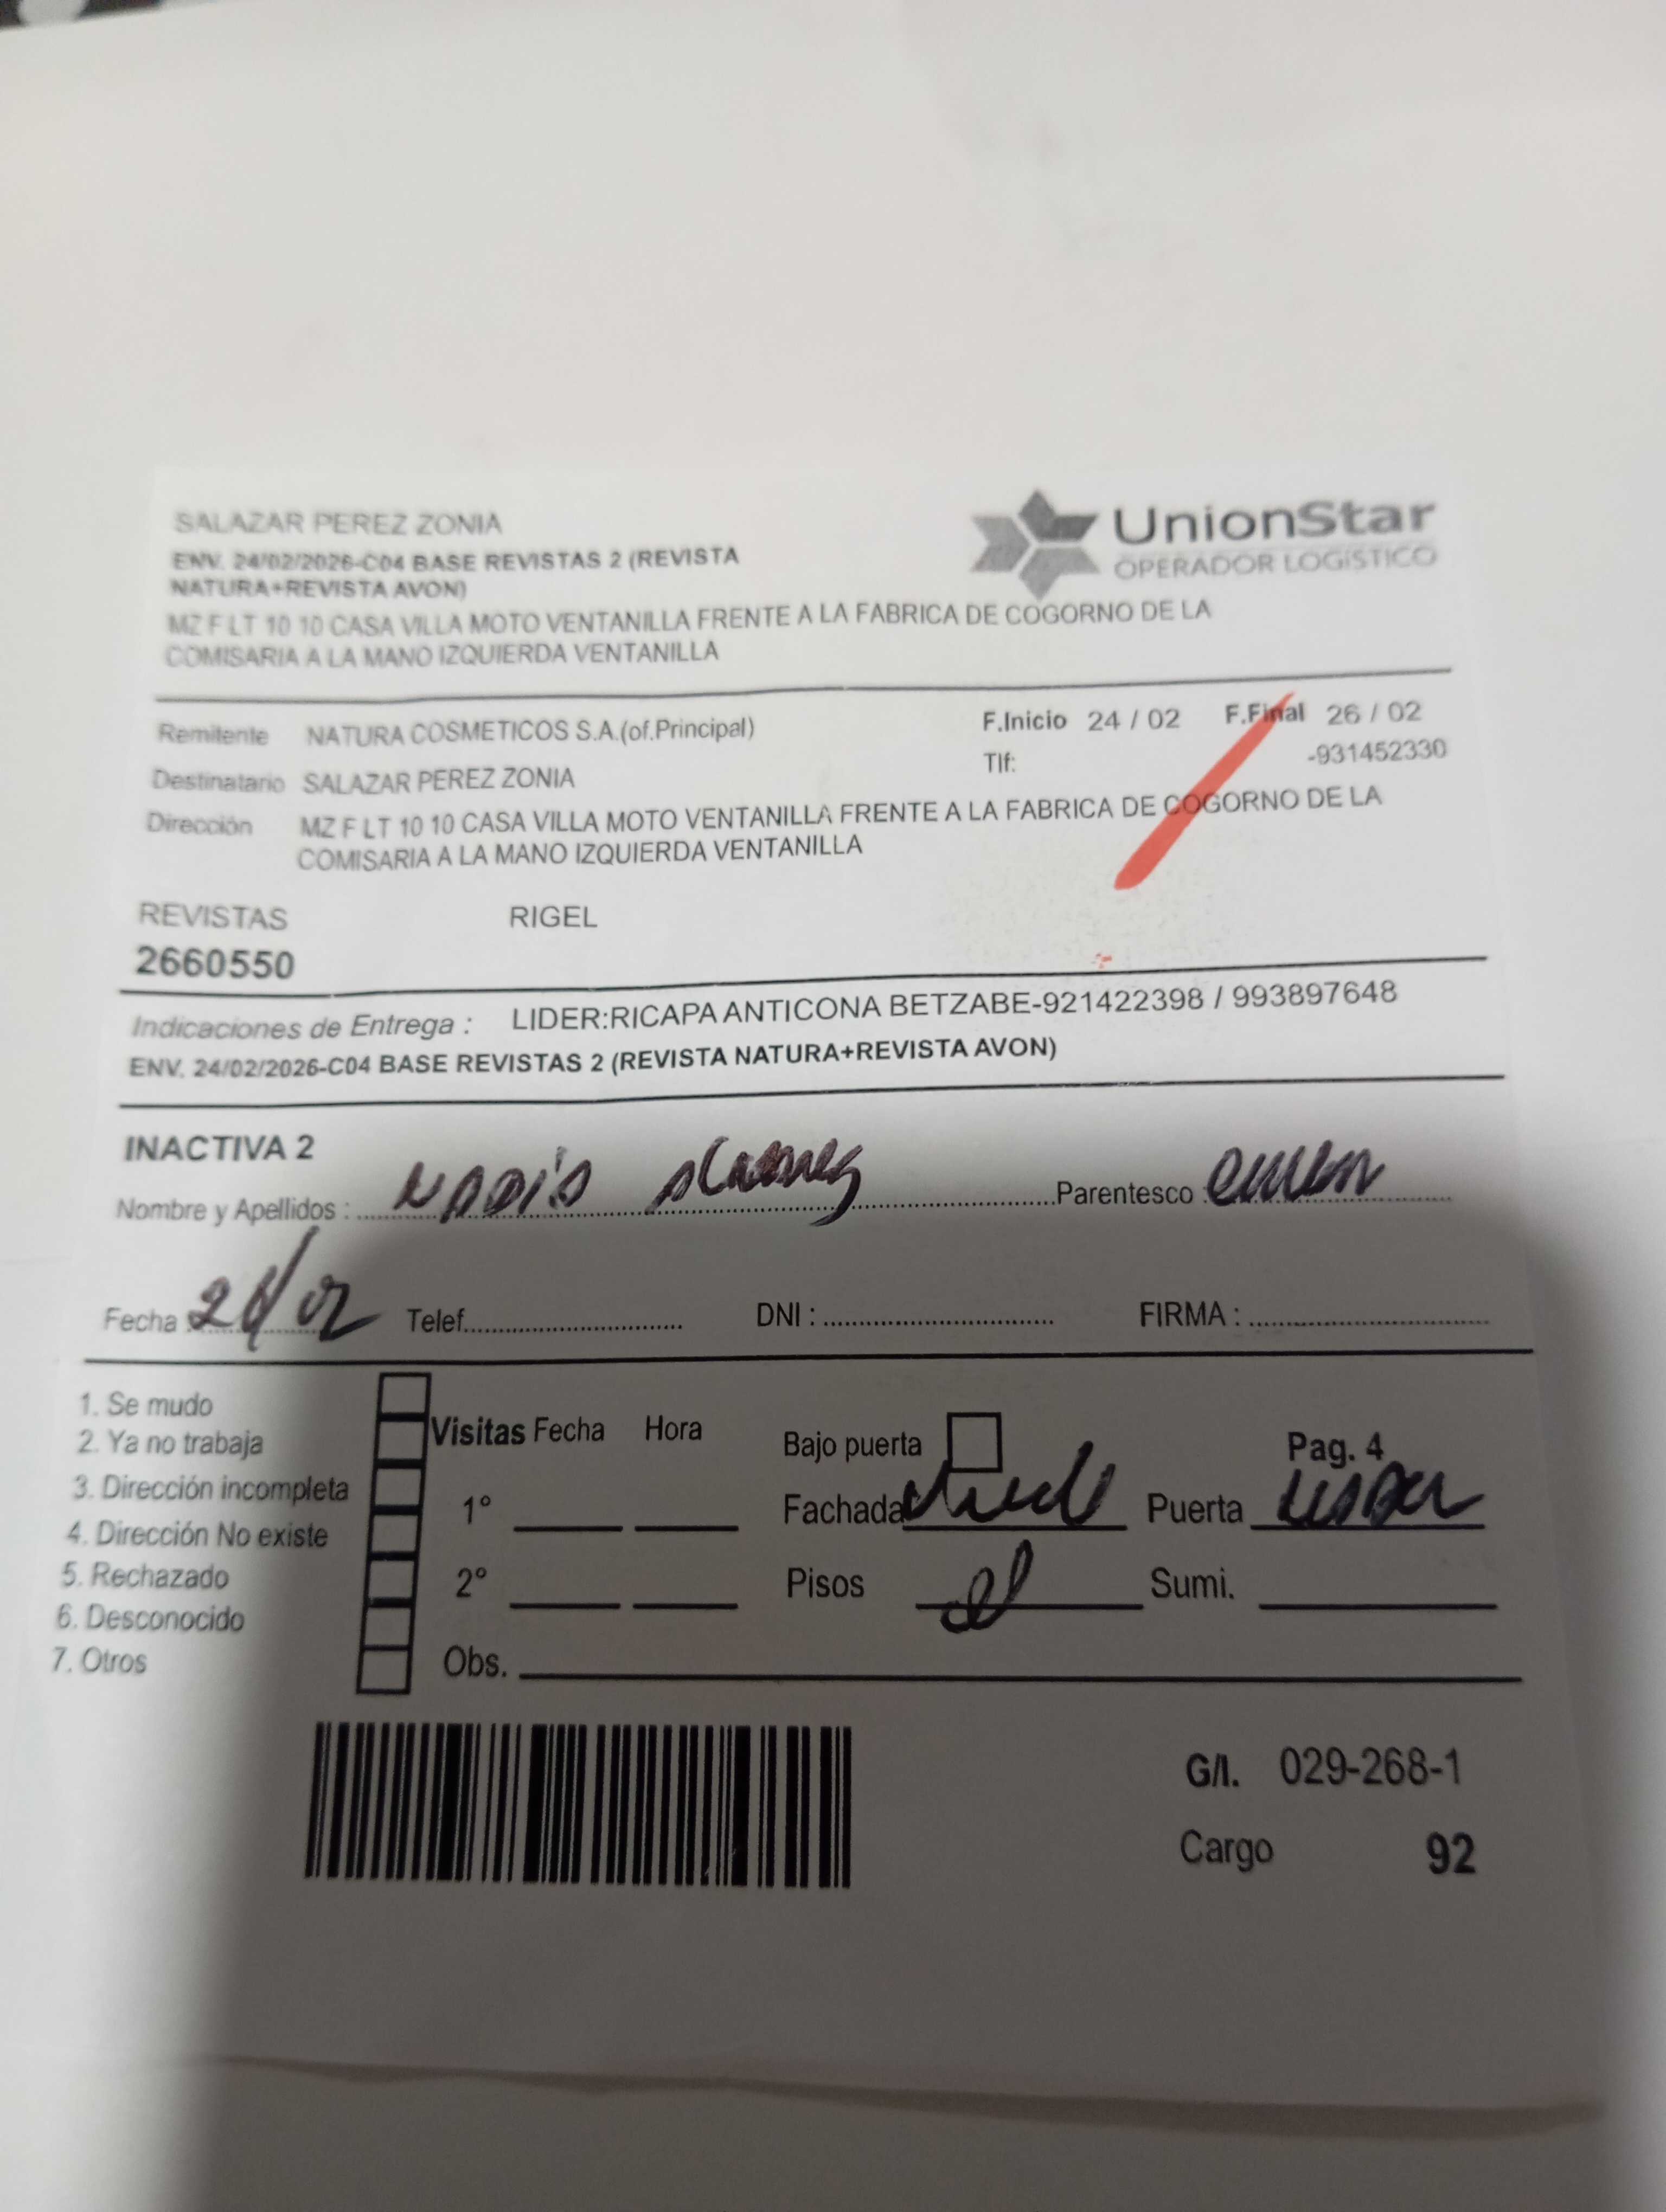 SALAZAR PEREZ ZONIA
ENV. 24/02/2026-C04 BASE REVISTAS 2 (REVISTA
NATURA+REVISTA AVON)
MZ F LT 10 10 CASA VILLA MOTO VENTANILLA FRENTE A LA FABRICA DE COGORNO DE LA
COMISARIA A LA MANO IZQUIERDA VENTANILLA
UnionStar
OPERADOR LOGÍSTICO
Remitente NATURA COSMETICOS S.A.(of.Principal)
F.Inicio 24 / 02 F.Final 26 / 02
Tlf: -931452330
Destinatario SALAZAR PEREZ ZONIA
Dirección MZ F LT 10 10 CASA VILLA MOTO VENTANILLA FRENTE A LA FABRICA DE COGORNO DE LA
COMISARIA A LA MANO IZQUIERDA VENTANILLA
REVISTAS RIGEL
2660550
Indicaciones de Entrega : LIDER:RICAPA ANTICONA BETZABE-921422398 / 993897648
ENV. 24/02/2026-C04 BASE REVISTAS 2 (REVISTA NATURA+REVISTA AVON)
INACTIVA 2
Nombre y Apellidos : Parentesco :
Fecha : Telef. DNI : FIRMA :
1. Se mudo
2. Ya no trabaja
3. Dirección incompleta
4. Dirección No existe
5. Rechazado
6. Desconocido
7. Otros
Visitas Fecha Hora
1°
2°
Obs.
Bajo puerta
Pag. 4
Fachada Puerta
Pisos Sumi.
G/I. 029-268-1
Cargo 92